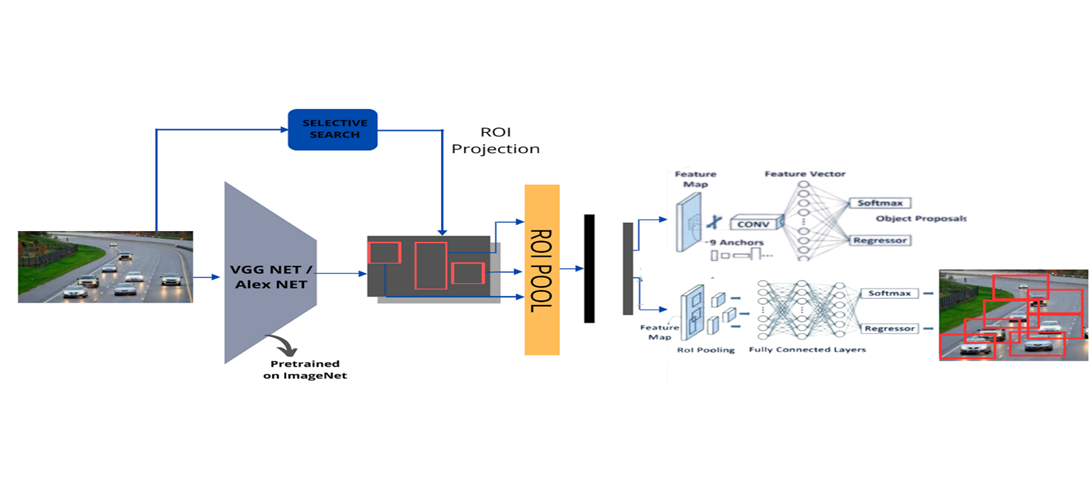 SELECTIVE
SEARCH
ROI
Projection
VGG NET /
Alex NET
Pretrained
on ImageNet
ROI POOL
Feature
Map
Feature Vector
CONV
9 Anchors
Softmax
Object Proposals
Regressor
Feature
Map
RoI Pooling
Fully Connected Layers
Softmax
Regressor